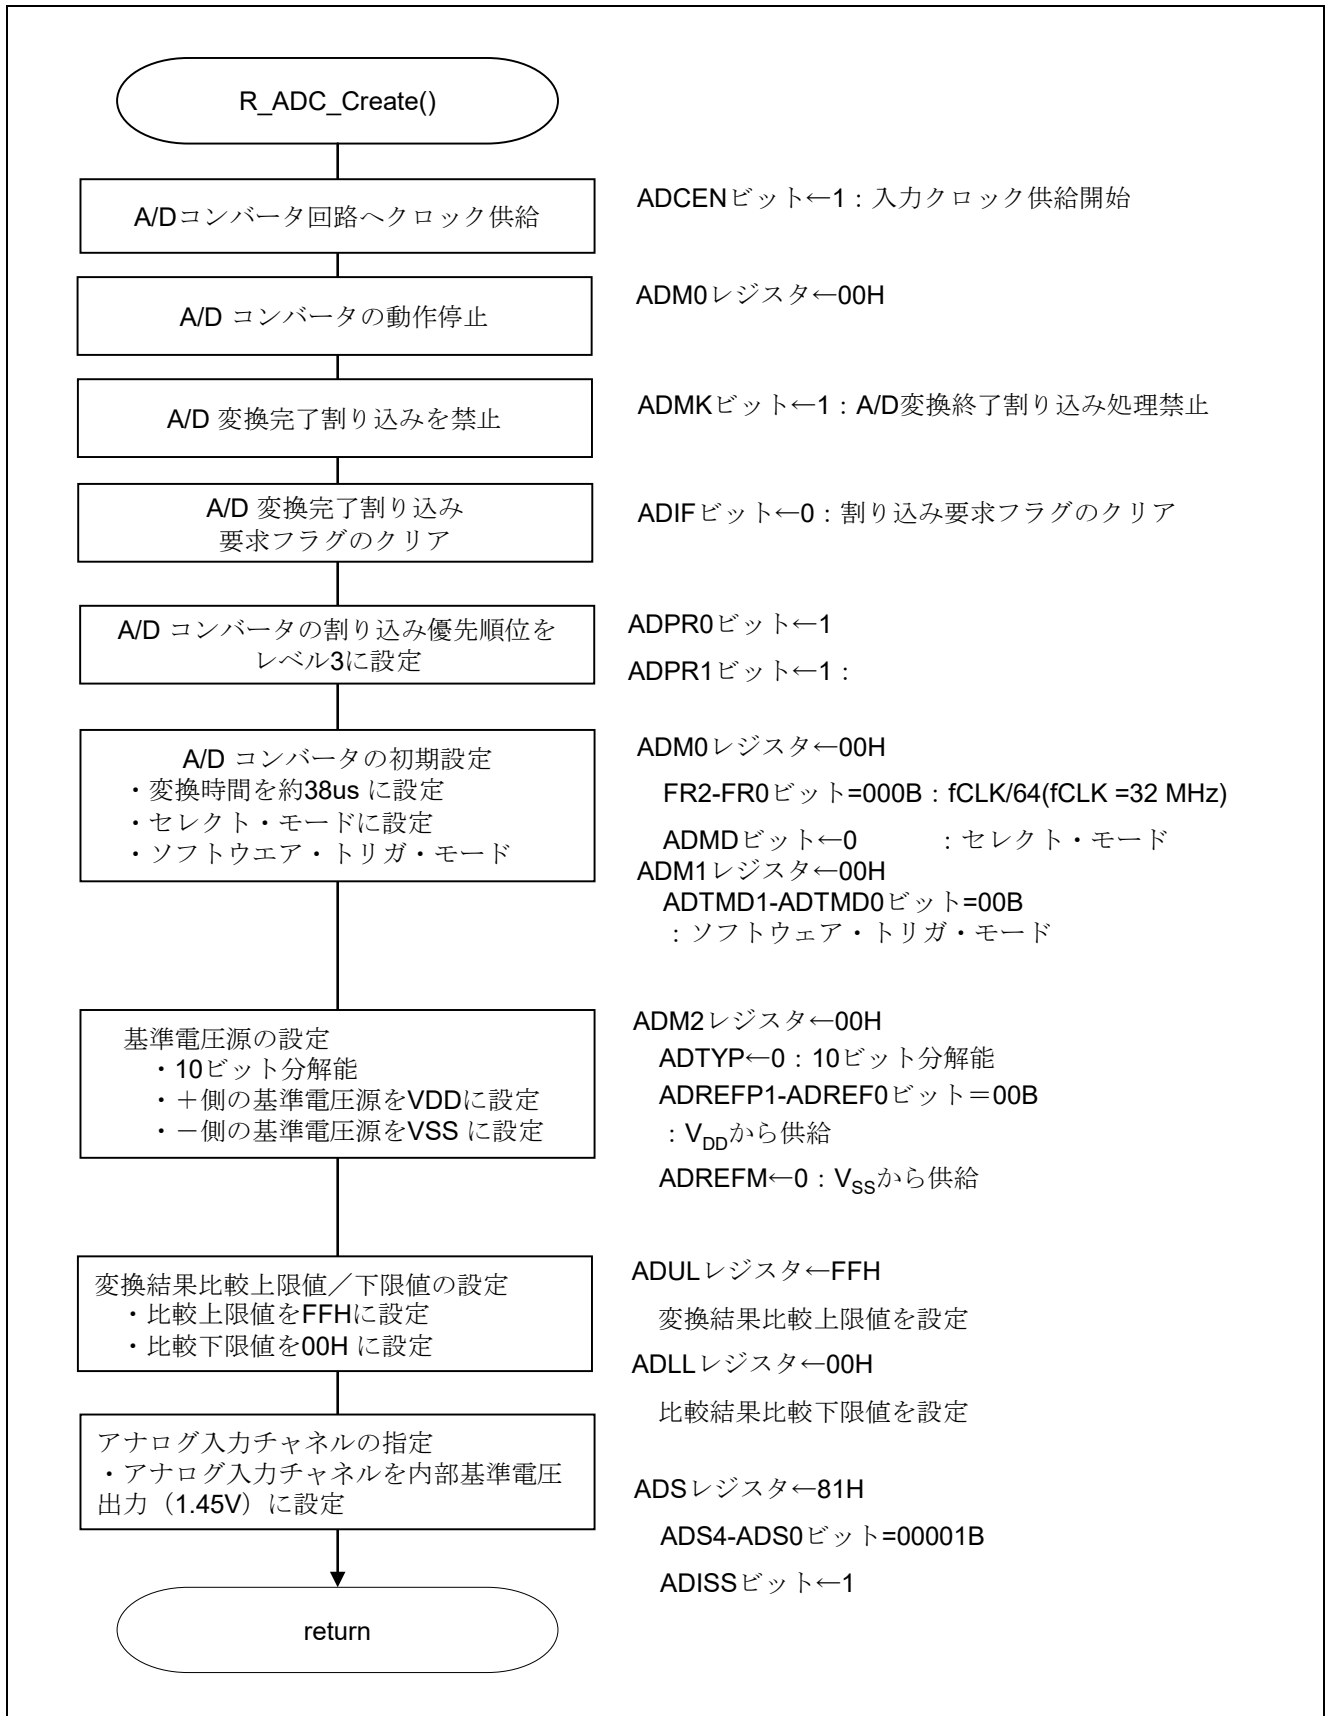 R_ADC_Create()
A/Dコンバータ回路へクロック供給
ADCENビット←1：入力クロック供給開始
A/D コンバータの動作停止
ADM0レジスタ←00H
A/D 変換完了割り込みを禁止
ADMKビット←1：A/D変換終了割り込み処理禁止
A/D 変換完了割り込み
要求フラグのクリア
ADIFビット←0：割り込み要求フラグのクリア
A/D コンバータの割り込み優先順位を
レベル3に設定
ADPR0ビット←1
ADPR1ビット←1：
A/D コンバータの初期設定
・変換時間を約38us に設定
・セレクト・モードに設定
・ソフトウエア・トリガ・モード
ADM0レジスタ←00H
FR2-FR0ビット=000B：fCLK/64(fCLK =32 MHz)
ADMDビット←0 ：セレクト・モード
ADM1レジスタ←00H
ADTMD1-ADTMD0ビット=00B
：ソフトウェア・トリガ・モード
基準電圧源の設定
・10ビット分解能
・＋側の基準電圧源をVDDに設定
・－側の基準電圧源をVSS に設定
ADM2レジスタ←00H
ADTYP←0：10ビット分解能
ADREFP1-ADREF0ビット＝00B
：VDDから供給
ADREFM←0：VSSから供給
変換結果比較上限値／下限値の設定
・比較上限値をFFHに設定
・比較下限値を00H に設定
ADULレジスタ←FFH
変換結果比較上限値を設定
ADLLレジスタ←00H
比較結果比較下限値を設定
アナログ入力チャネルの指定
・アナログ入力チャネルを内部基準電圧
出力（1.45V）に設定
ADSレジスタ←81H
ADS4-ADS0ビット=00001B
ADISSビット←1
return